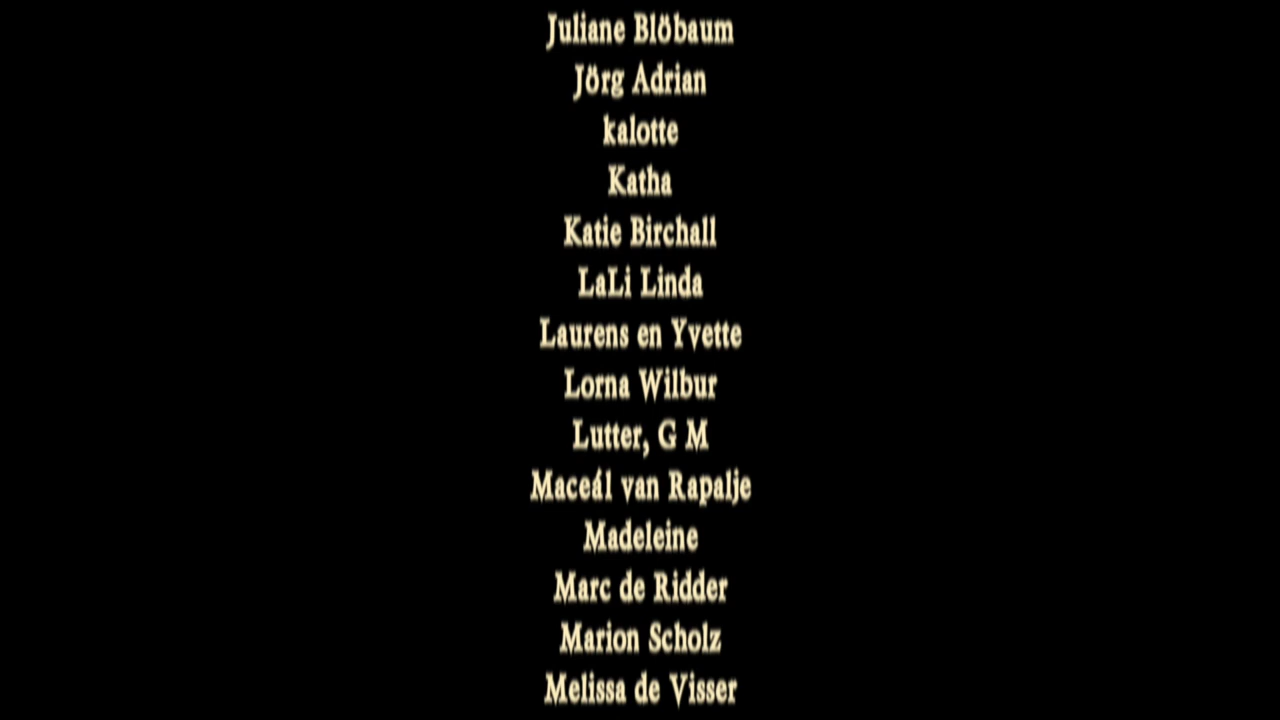 Juliane Blöbaum
Jörg Adrian
kalotte
Katha
Katie Birchall
LaLi Linda
Laurens en Yvette
Lorna Wilbur
Lutter, G M
Maceál van Rapalje
Madeleine
Marc de Ridder
Marion Scholz
Melissa de Visser